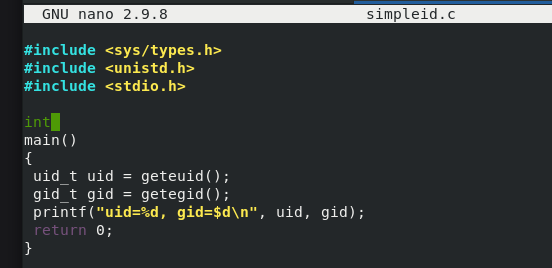 GNU nano 2.9.8 simpleid.c
#include <sys/types.h>
#include <unistd.h>
#include <stdio.h>
int
main()
{
uid_t uid = geteuid();
gid_t gid = getegid();
printf("uid=%d, gid=$d\n", uid, gid);
return 0;
}